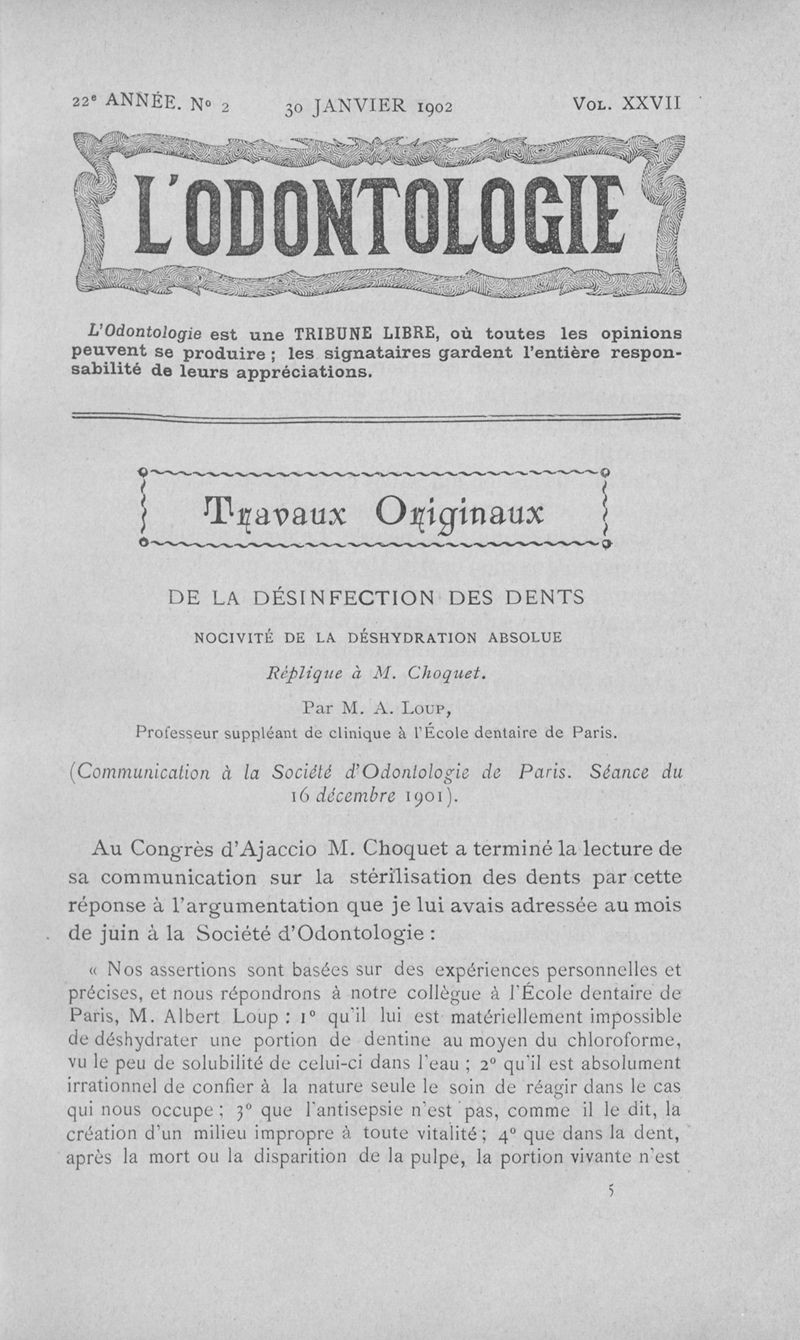 22e ANNÉE. No 2 30 JANVIER 1902 VOL. XXVII
L'ODONTOLOGIE
L'Odontologie est une TRIBUNE LIBRE, où toutes les opinions
peuvent se produire ; les signataires gardent l'entière respon-
sabilité de leurs appréciations.
Travaux Originaux
DE LA DÉSINFECTION DES DENTS
NOCIVITÉ DE LA DÉSHYDRATION ABSOLUE
Réplique à M. Choquet.
Par M. A. LOUP,
Professeur suppléant de clinique à l'École dentaire de Paris.
(Communication à la Société d'Odontologie de Paris. Séance du
16 décembre 1901).
Au Congrès d'Ajaccio M. Choquet a terminé la lecture de
sa communication sur la stérilisation des dents par cette
réponse à l'argumentation que je lui avais adressée au mois
de juin à la Société d'Odontologie :
« Nos assertions sont basées sur des expériences personnelles et
précises, et nous répondrons à notre collègue à l'École dentaire de
Paris, M. Albert Loup : 1° qu'il lui est matériellement impossible
de déshydrater une portion de dentine au moyen du chloroforme,
vu le peu de solubilité de celui-ci dans l'eau ; 2° qu'il est absolument
irrationnel de confier à la nature seule le soin de réagir dans le cas
qui nous occupe ; 3° que l'antisepsie n'est pas, comme il le dit, la
création d'un milieu impropre à toute vitalité ; 4° que dans la dent,
après la mort ou la disparition de la pulpe, la portion vivante n'est
5